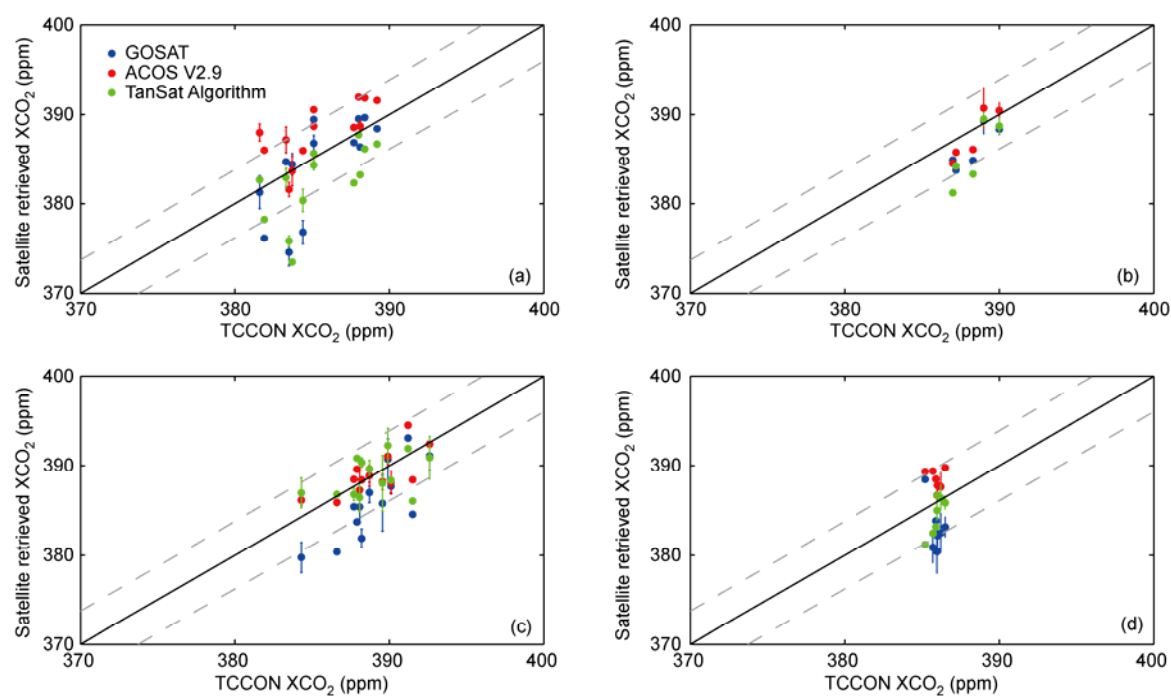 400
390
380
370
Satellite retrieved XCO₂ (ppm)
GOSAT
ACOS V2.9
TanSat Algorithm
(a)
370
380
390
400
TCCON XCO₂ (ppm)
400
390
380
370
Satellite retrieved XCO₂ (ppm)
(b)
370
380
390
400
TCCON XCO₂ (ppm)
400
390
380
370
Satellite retrieved XCO₂ (ppm)
(c)
370
380
390
400
TCCON XCO₂ (ppm)
400
390
380
370
Satellite retrieved XCO₂ (ppm)
(d)
370
380
390
400
TCCON XCO₂ (ppm)